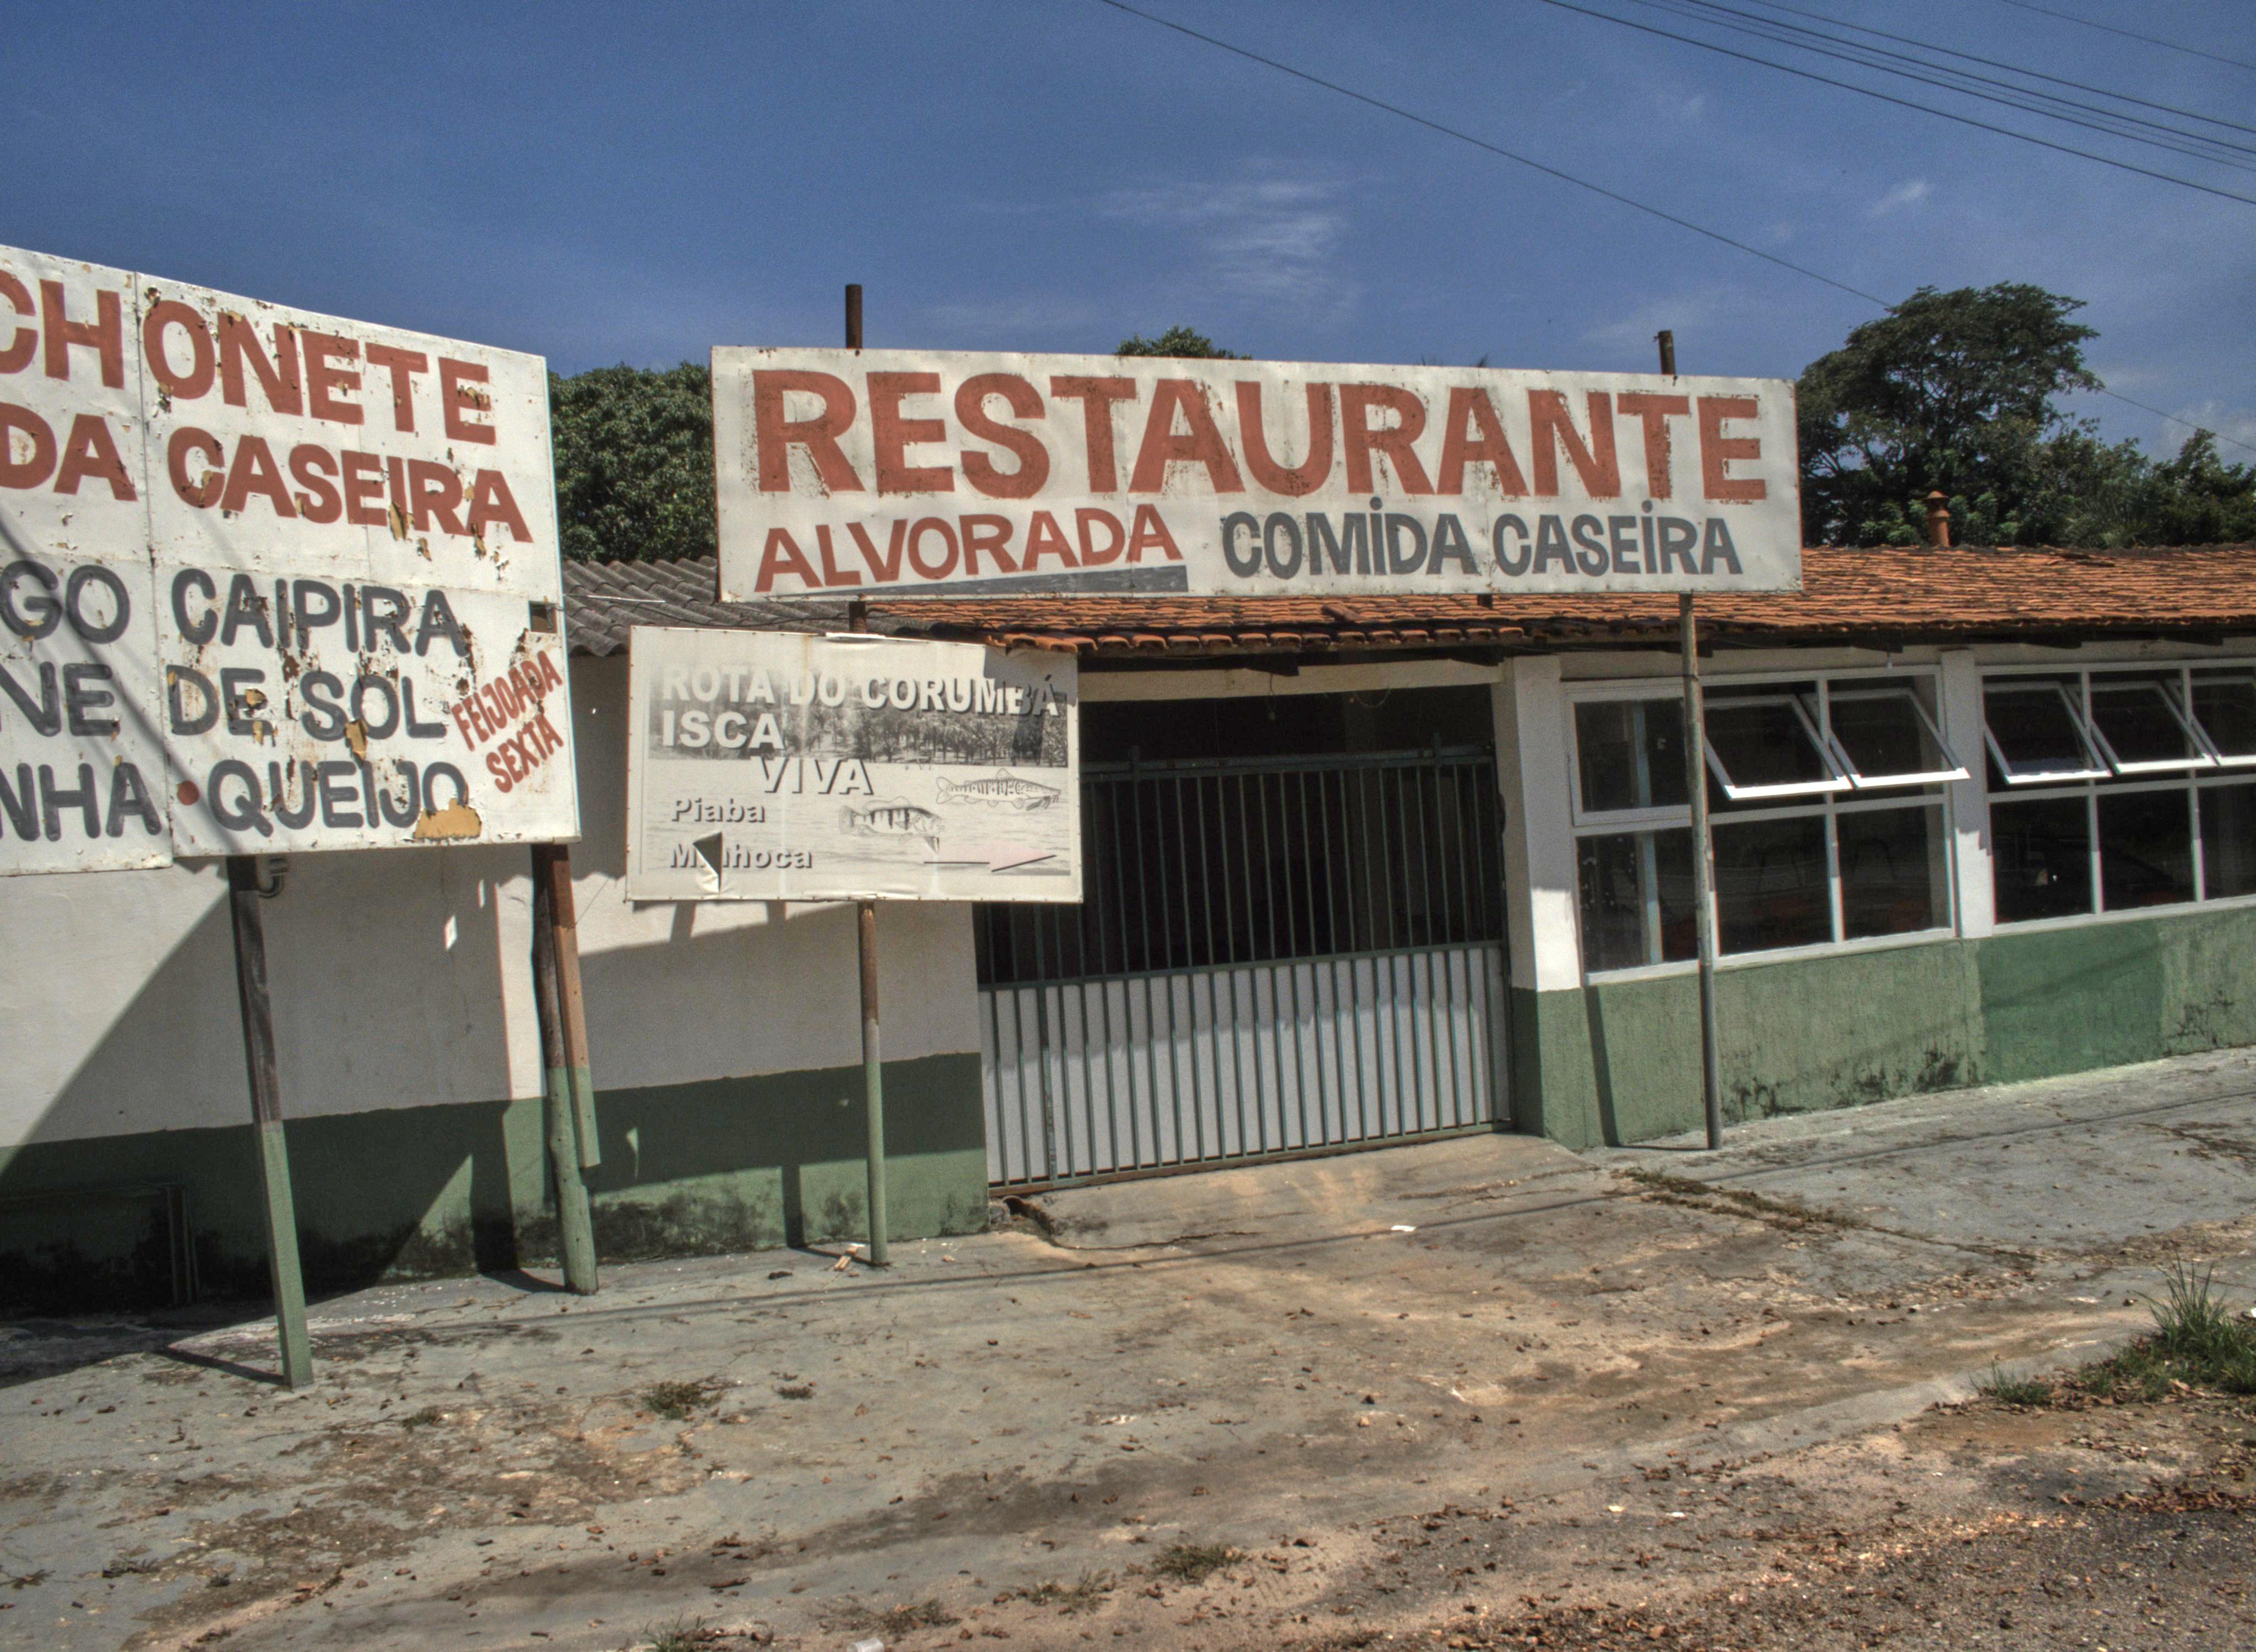 CHONETE
DA CASEIRA
GO CAIPIRA
NE DE SOL
NHA • QUEIJO
FEIJOADA
SEXTA
RESTAURANTE
ALVORADA COMIDA CASEIRA
ROTA DO CORUMBÁ
ISCA
VIVA
Piaba